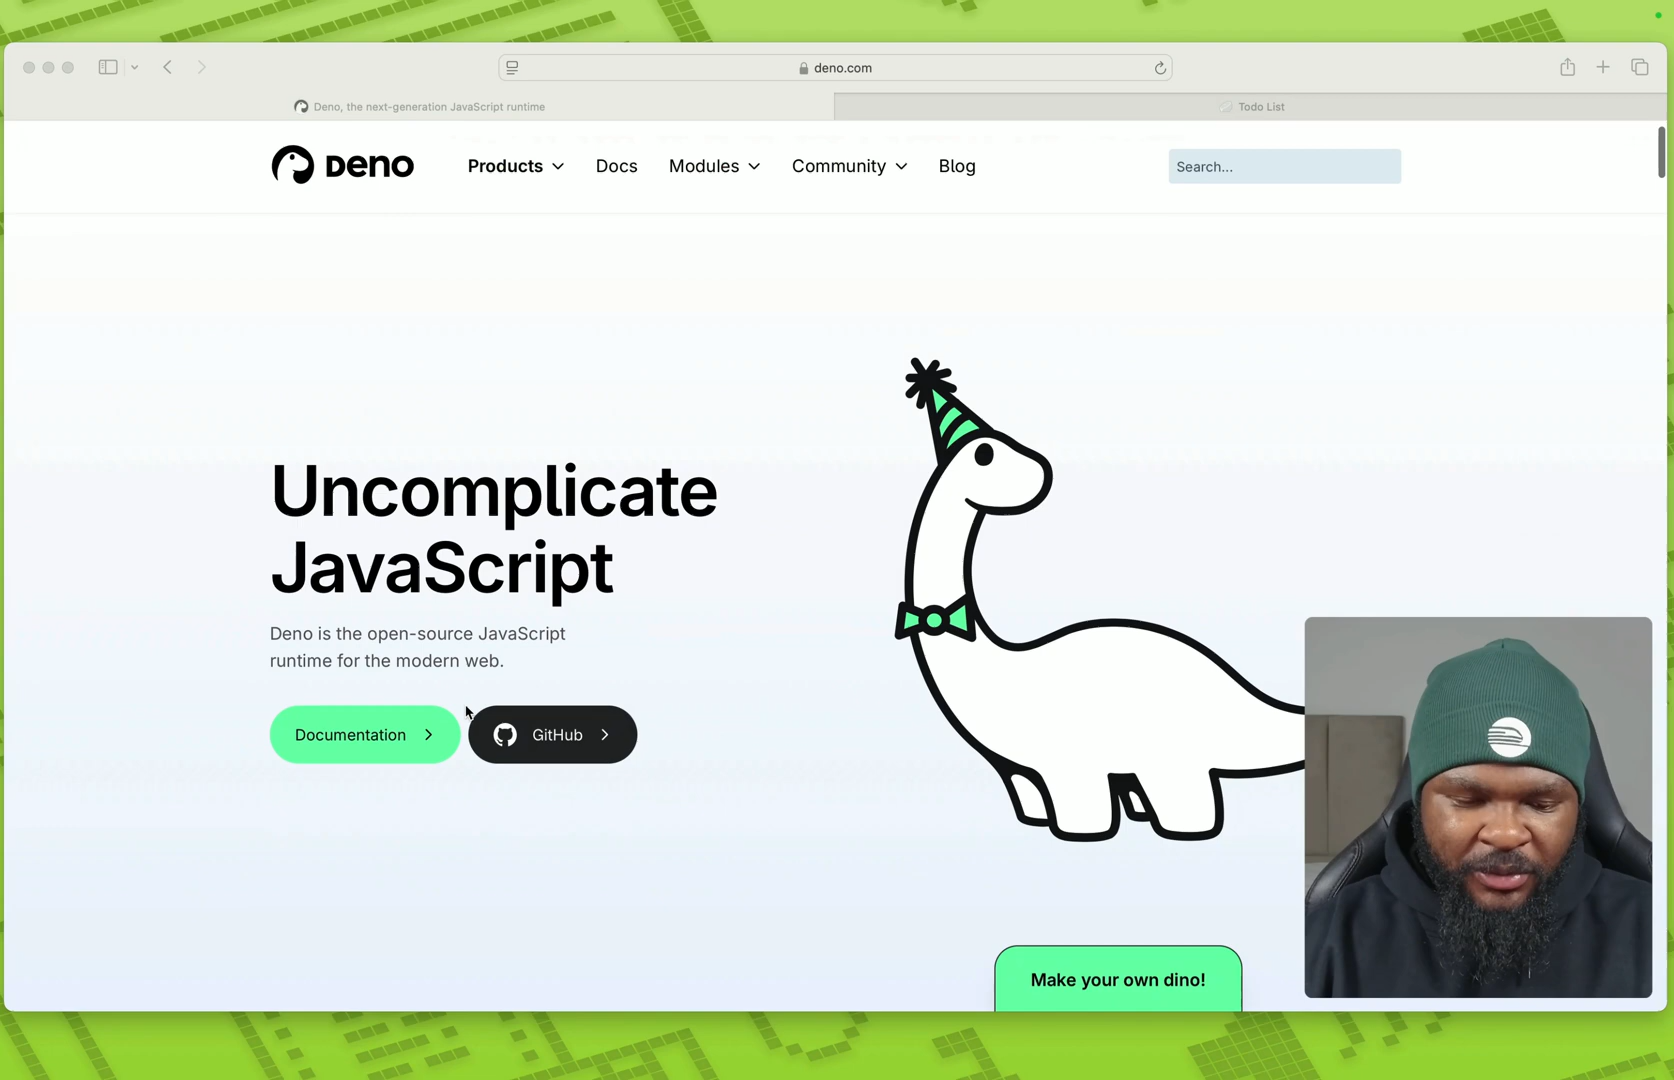 deno.com
Deno, the next-generation JavaScript runtime
Todo List
DENO
Products
Docs
Modules
Community
Blog
Search...
Uncomplicate
JavaScript
Deno is the open-source JavaScript
runtime for the modern web.
Documentation
GitHub
Make your own dino!